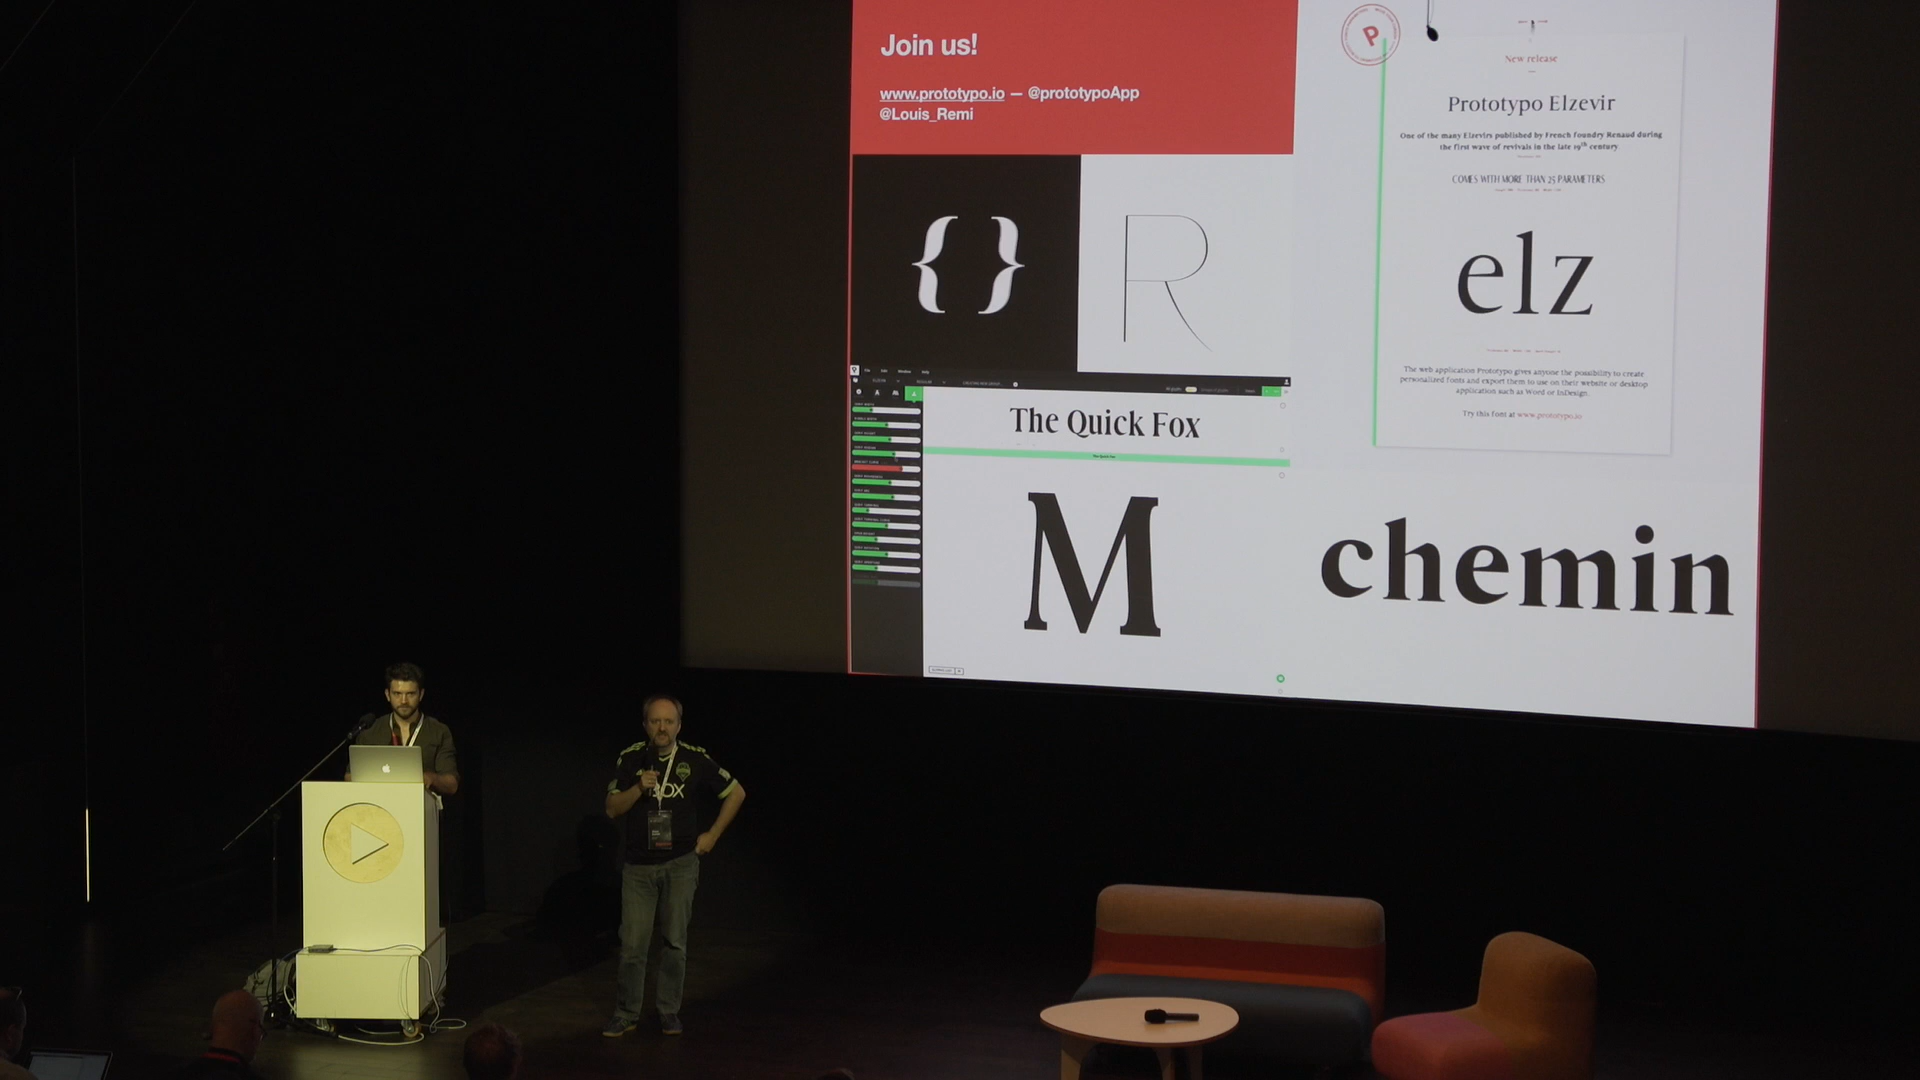 Join us!
www.prototypo.io — @prototypoApp
@Louis_Remi
{ }
R
P
New release
Prototypo Elzevir
One of the many Elzevirs published by French foundry Renaud during
the first wave of revivals in the late 19th century
COMES WITH MORE THAN 25 PARAMETERS
elz
The web application Prototypo gives anyone the possibility to create
personalized fonts and export them to use on their website or desktop
application such as Word or InDesign.
Try this font at www.prototypo.io
The Quick Fox
The Quick Fox
M
chemin